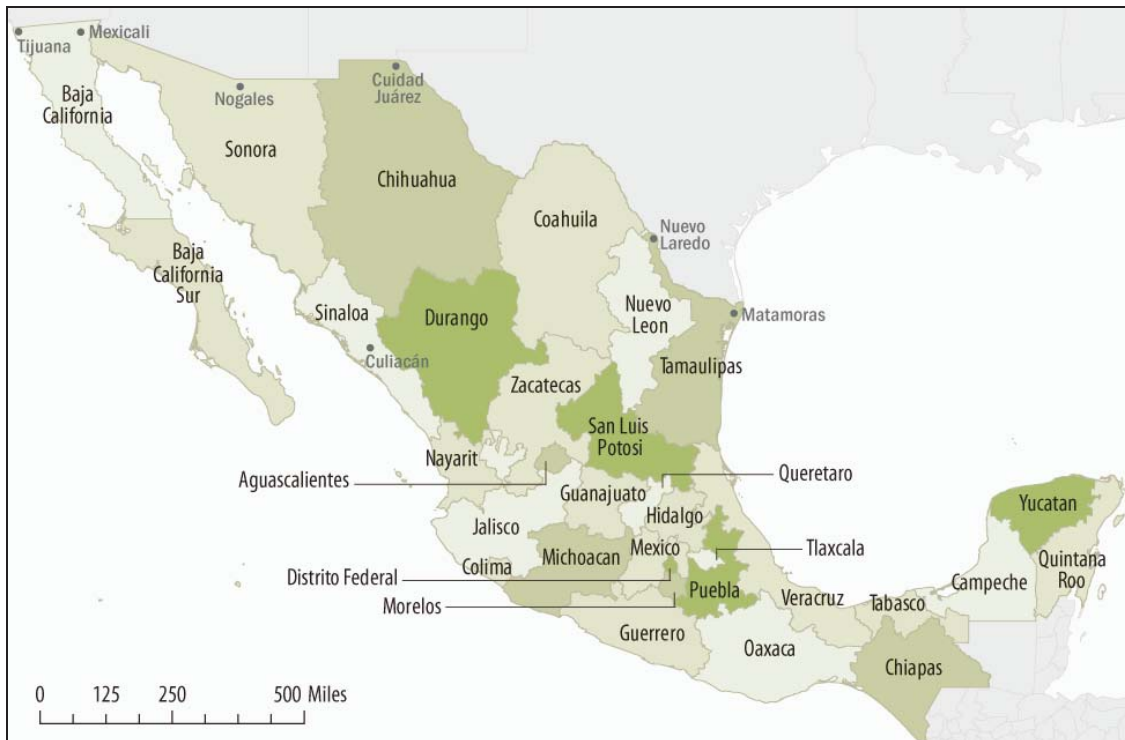 Tijuana
Mexicali
Nogales
Cuidad
Juárez
Baja
California
Sonora
Chihuahua
Coahuila
Nuevo
Laredo
Baja
California
Sur
Sinaloa
Durango
Nuevo
Leon
Matamoras
Culiacán
Zacatecas
Tamaulipas
San Luis
Potosi
Nayarit
Aguascalientes
Queretaro
Guanajuato
Yucatan
Jalisco
Hidalgo
Michoacan
Mexico
Tlaxcala
Quintana
Roo
Colima
Distrito Federal
Puebla
Campeche
Morelos
Veracruz
Tabasco
Guerrero
Oaxaca
Chiapas
0 125 250 500 Miles